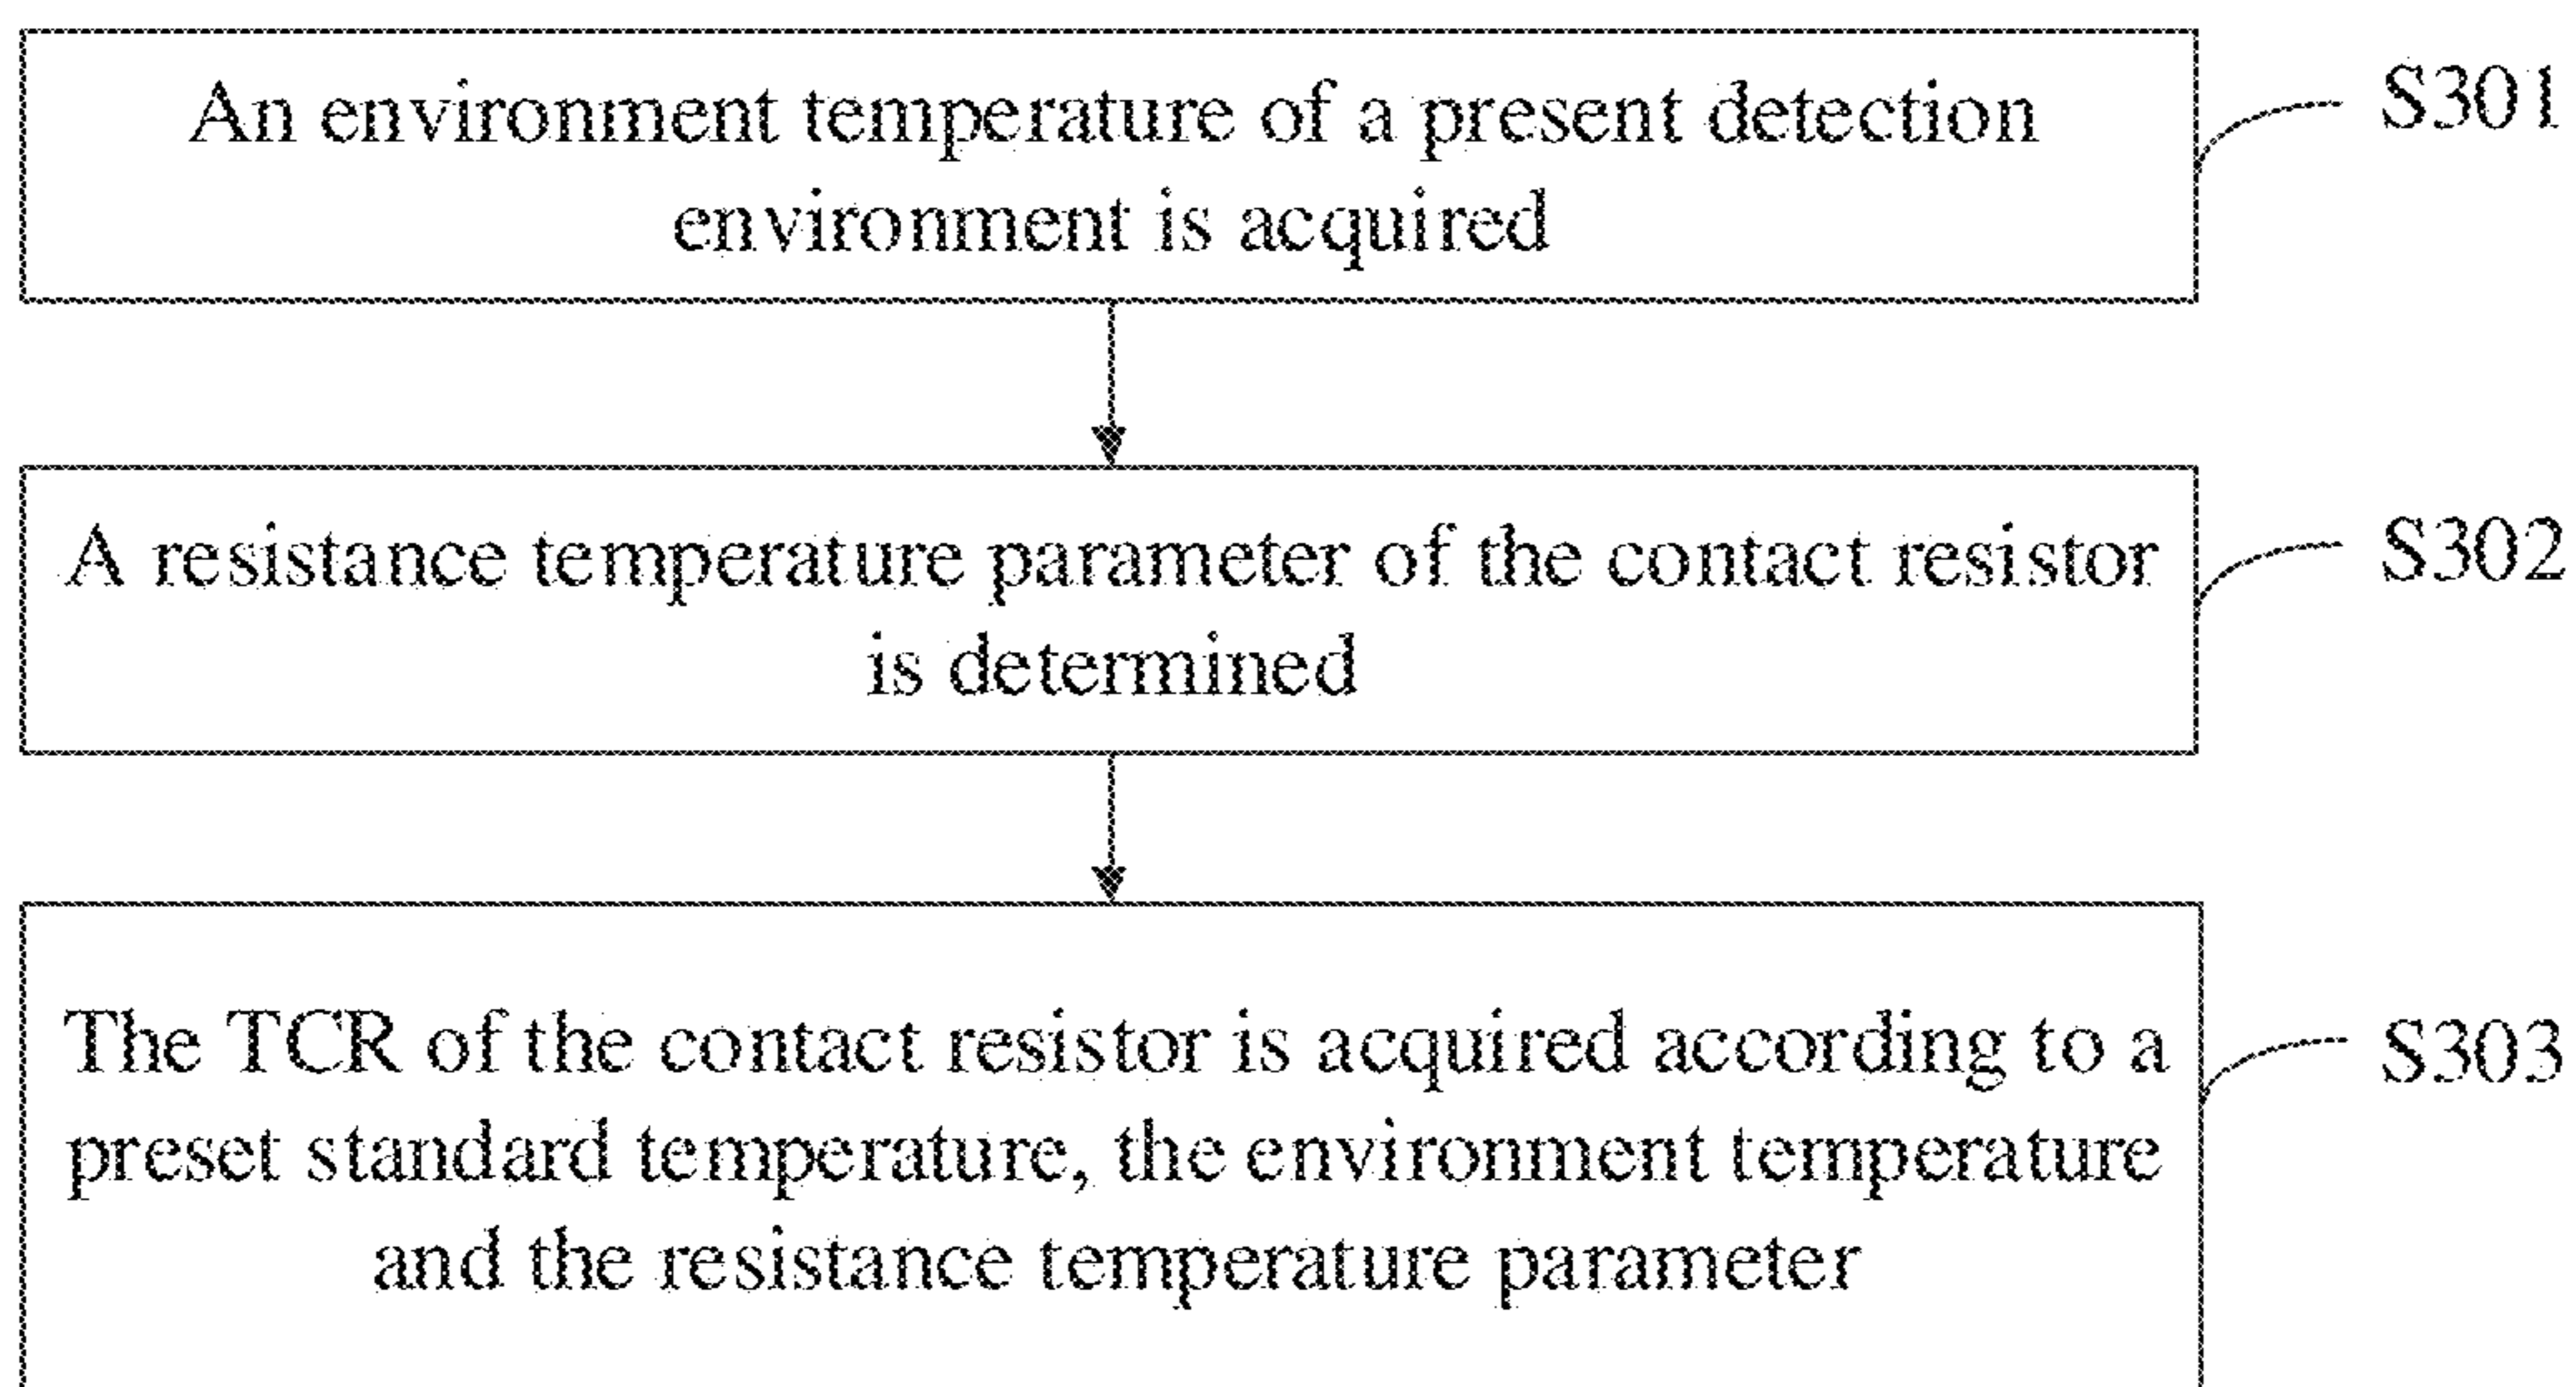 An environment temperature of a present detection
environment is acquired
S301
A resistance temperature parameter of the contact resistor
is determined
S302
The TCR of the contact resistor is acquired according to a
preset standard temperature, the environment temperature
and the resistance temperature parameter
S303